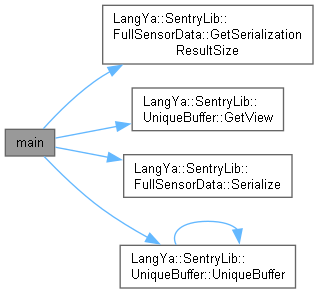 LangYa::SentryLib::
FullSensorData::GetSerialization
ResultSize
LangYa::SentryLib::
UniqueBuffer::GetView
main
LangYa::SentryLib::
FullSensorData::Serialize
LangYa::SentryLib::
UniqueBuffer::UniqueBuffer